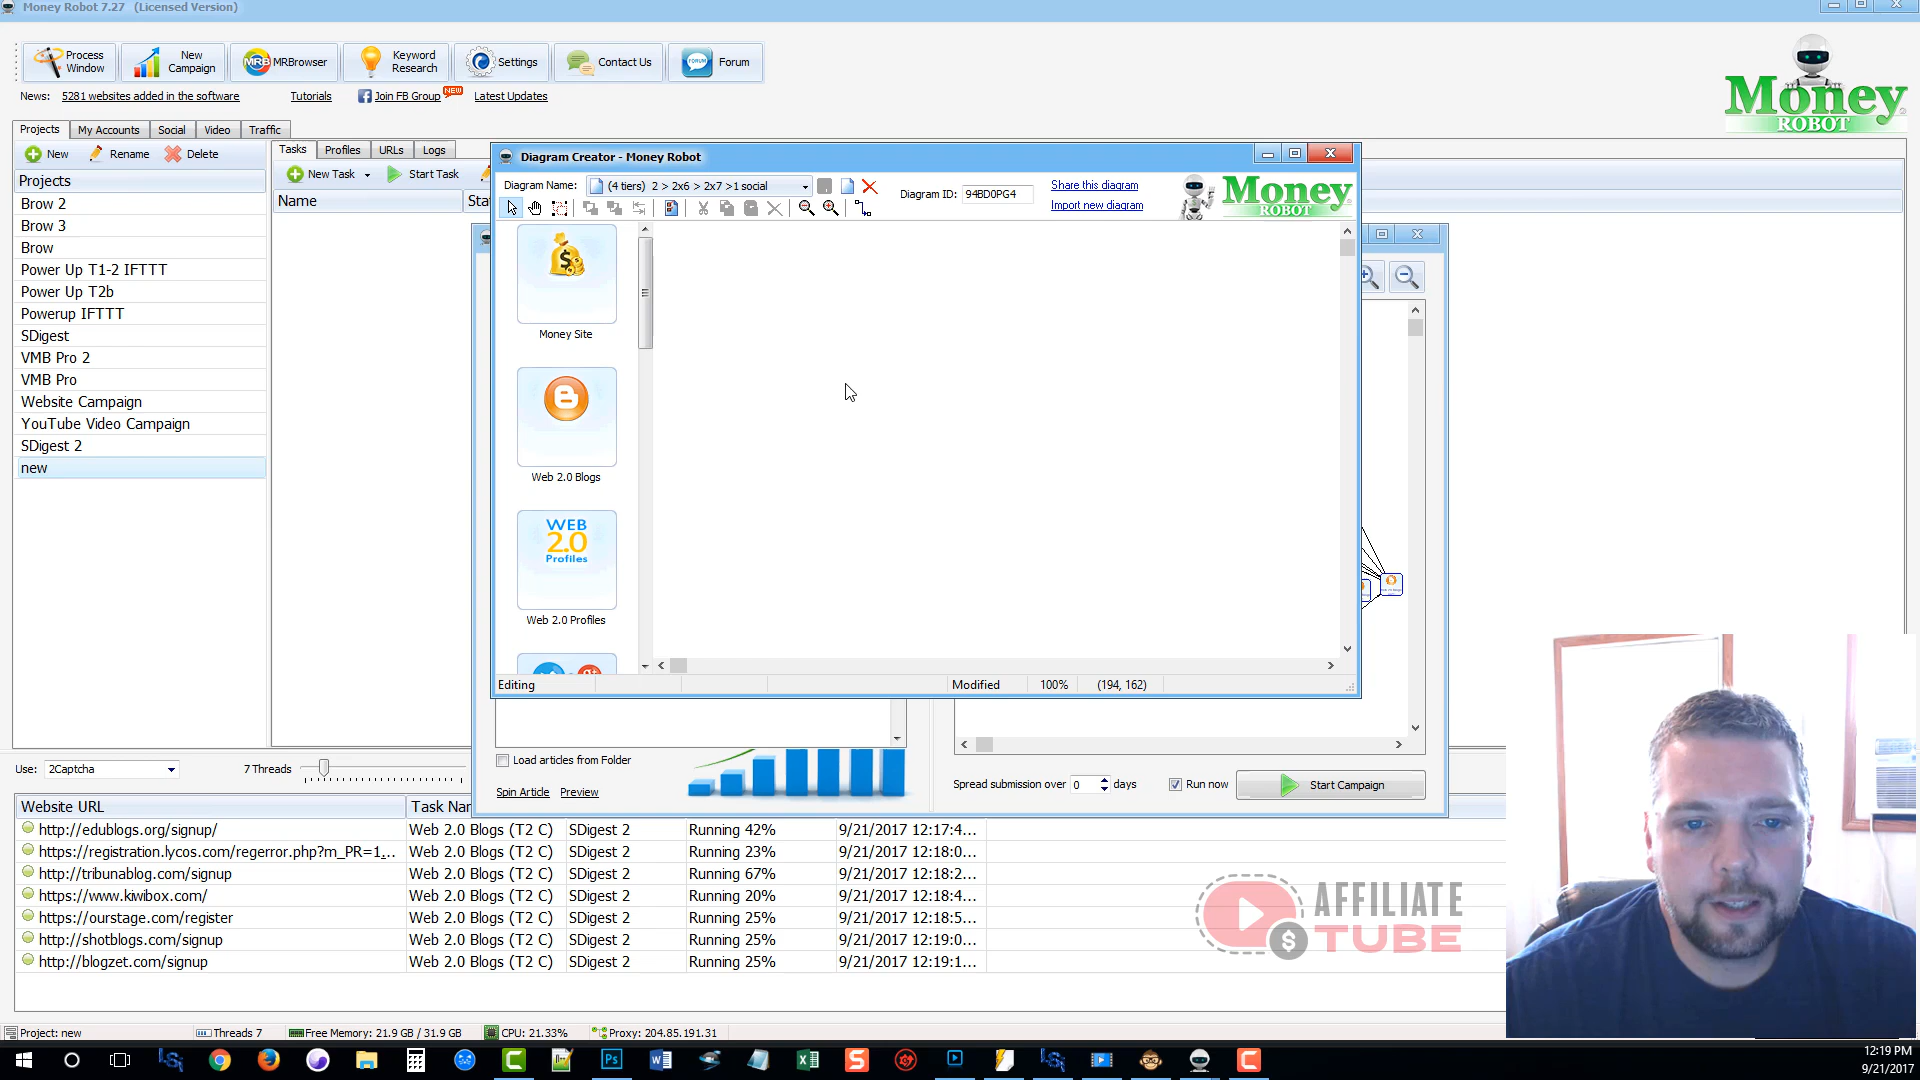 Money Robot 7.27   (Licensed Version)
Process Window
New Campaign
MRB MRBrowser
Keyword Research
Settings
Contact Us
FORUM Forum
News: 5281 websites added in the software
Tutorials
Join FB Group NEW
Latest Updates
Money ROBOT
Projects My Accounts Social Video Traffic
New Rename Delete
Projects
Brow 2
Brow 3
Brow
Power Up T1-2 IFTTT
Power Up T2b
Powerup IFTTT
SDigest
VMB Pro 2
VMB Pro
Website Campaign
YouTube Video Campaign
SDigest 2
new
Tasks Profiles URLs Logs
New Task Start Task
Name
Diagram Creator - Money Robot
Diagram Name: (4 tiers)  2 > 2x6 > 2x7 >1 social
Diagram ID: 94BD0PG4
Share this diagram
Import new diagram
Money ROBOT
Money Site
Web 2.0 Blogs
WEB 2.0 Profiles
Web 2.0 Profiles
Editing Modified 100% (194, 162)
Load articles from Folder
Spin Article Preview
Spread submission over 0 days
Run now
Start Campaign
Use: 2Captcha 7 Threads
Website URL
http://edublogs.org/signup/ Web 2.0 Blogs (T2 C) SDigest 2 Running 42% 9/21/2017 12:17:4...
https://registration.lycos.com/regerror.php?m_PR=1,... Web 2.0 Blogs (T2 C) SDigest 2 Running 23% 9/21/2017 12:18:0...
http://tribunablog.com/signup Web 2.0 Blogs (T2 C) SDigest 2 Running 67% 9/21/2017 12:18:2...
https://www.kiwibox.com/ Web 2.0 Blogs (T2 C) SDigest 2 Running 20% 9/21/2017 12:18:4...
https://ourstage.com/register Web 2.0 Blogs (T2 C) SDigest 2 Running 25% 9/21/2017 12:18:5...
http://shotblogs.com/signup Web 2.0 Blogs (T2 C) SDigest 2 Running 25% 9/21/2017 12:19:0...
http://blogzet.com/signup Web 2.0 Blogs (T2 C) SDigest 2 Running 25% 9/21/2017 12:19:1...
AFFILIATE
TUBE
Project: new Threads 7 Free Memory: 21.9 GB / 31.9 GB CPU: 21.33% Proxy: 204.85.191.31
12:19 PM
9/21/2017